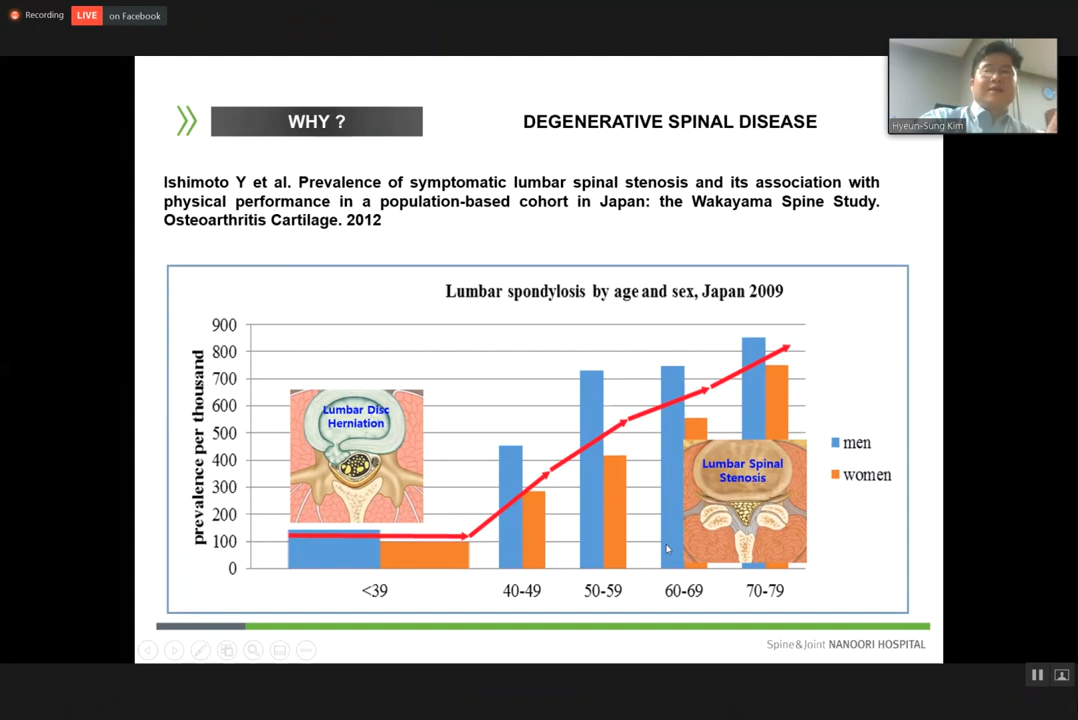 Recording LIVE on Facebook
Hyeun-Sung Kim
WHY ?
DEGENERATIVE SPINAL DISEASE
Ishimoto Y et al. Prevalence of symptomatic lumbar spinal stenosis and its association with
physical performance in a population-based cohort in Japan: the Wakayama Spine Study.
Osteoarthritis Cartilage. 2012
Lumbar spondylosis by age and sex, Japan 2009
prevalence per thousand
900
800
700
600
500
400
300
200
100
0
Lumbar Disc
Herniation
Lumbar Spinal
Stenosis
men
women
<39
40-49
50-59
60-69
70-79
Spine&Joint NANOORI HOSPITAL